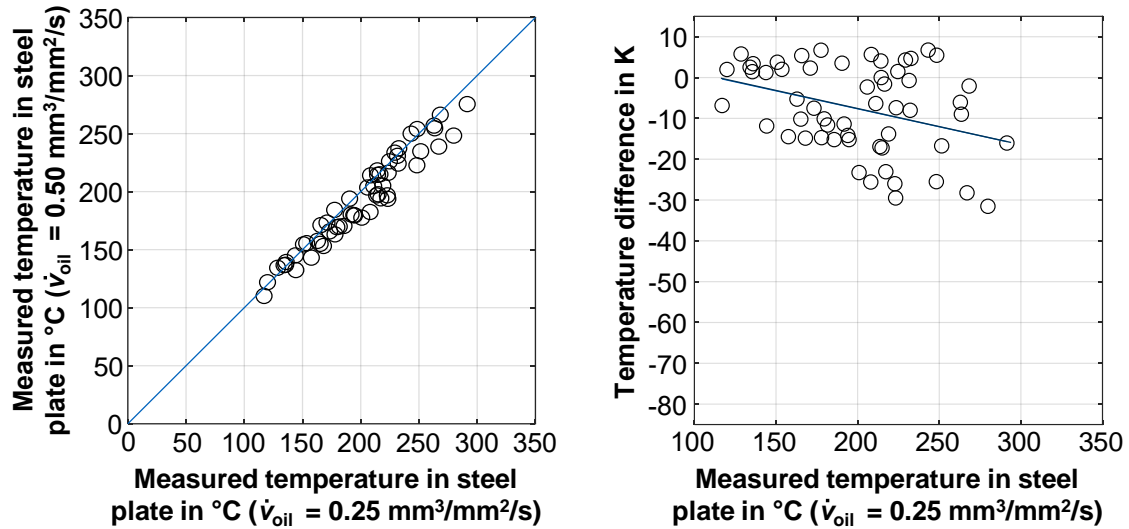 Measured temperature in steel
plate in °C (v̇oil = 0.50 mm³/mm²/s)
350
300
250
200
150
100
50
0
0 50 100 150 200 250 300 350
Measured temperature in steel
plate in °C (v̇oil = 0.25 mm³/mm²/s)
Temperature difference in K
10
0
-10
-20
-30
-40
-50
-60
-70
-80
100 150 200 250 300 350
Measured temperature in steel
plate in °C (v̇oil = 0.25 mm³/mm²/s)